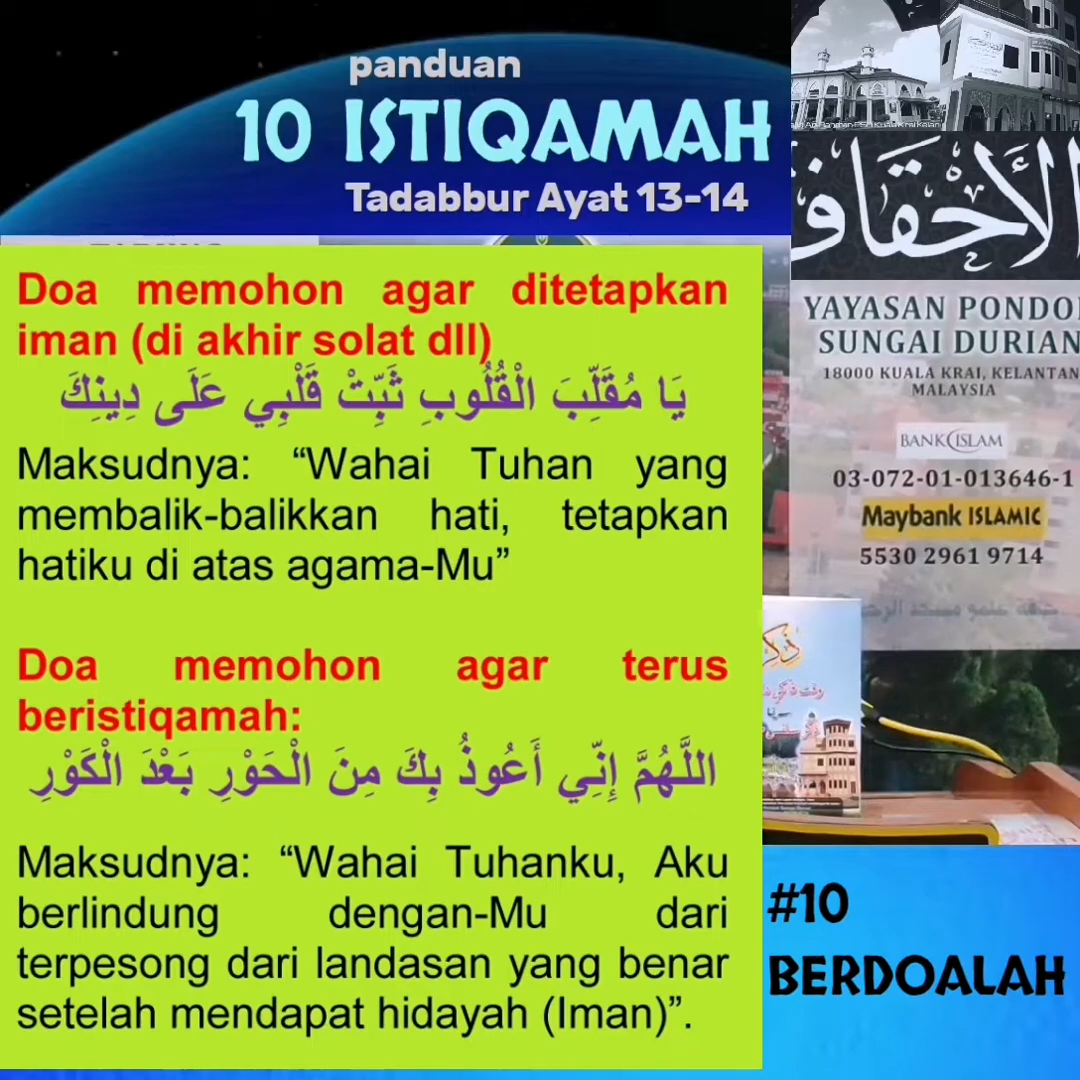 panduan
10 ISTIQAMAH
Tadabbur Ayat 13-14
Doa memohon agar ditetapkan
iman (di akhir solat dll)
يَا مُقَلِّبَ الْقُلُوبِ ثَبِّتْ قَلْبِي عَلَى دِينِكَ
Maksudnya: “Wahai Tuhan yang
membalik-balikkan hati, tetapkan
hatiku di atas agama-Mu”
Doa memohon agar terus
beristiqamah:
اللَّهُمَّ إِنِّي أَعُوذُ بِكَ مِنَ الْحَوْرِ بَعْدَ الْكَوْرِ
Maksudnya: “Wahai Tuhanku, Aku
berlindung dengan-Mu dari
terpesong dari landasan yang benar
setelah mendapat hidayah (Iman)”.
الأَحْقَاف
YAYASAN PONDO
SUNGAI DURIAN
18000 KUALA KRAI, KELANTAN
MALAYSIA
BANK ISLAM
03-072-01-013646-1
Maybank ISLAMIC
5530 2961 9714
#10
BERDOALAH